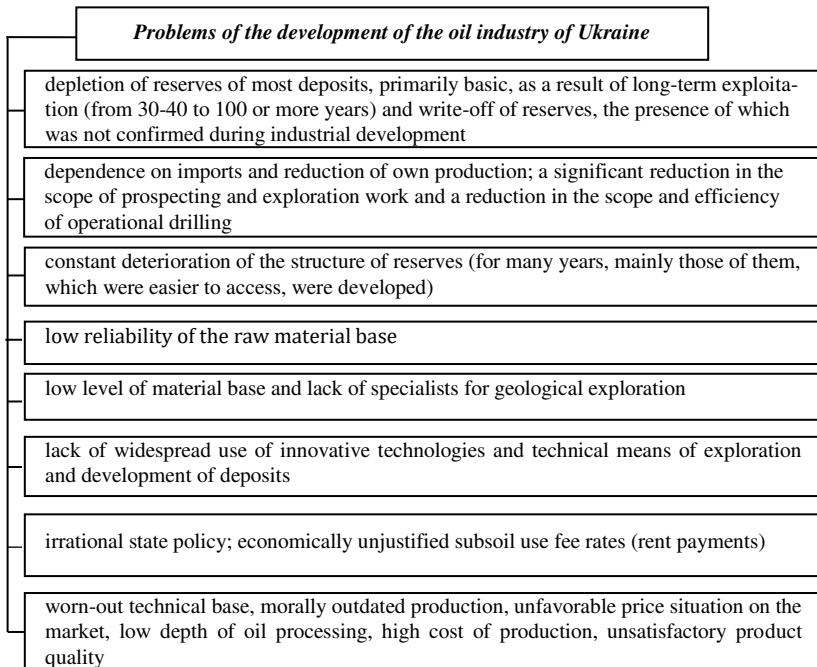 Problems of the development of the oil industry of Ukraine
depletion of reserves of most deposits, primarily basic, as a result of long-term exploita-
tion (from 30-40 to 100 or more years) and write-off of reserves, the presence of which
was not confirmed during industrial development
dependence on imports and reduction of own production; a significant reduction in the
scope of prospecting and exploration work and a reduction in the scope and efficiency
of operational drilling
constant deterioration of the structure of reserves (for many years, mainly those of them,
which were easier to access, were developed)
low reliability of the raw material base
low level of material base and lack of specialists for geological exploration
lack of widespread use of innovative technologies and technical means of exploration
and development of deposits
irrational state policy; economically unjustified subsoil use fee rates (rent payments)
worn-out technical base, morally outdated production, unfavorable price situation on the
market, low depth of oil processing, high cost of production, unsatisfactory product
quality